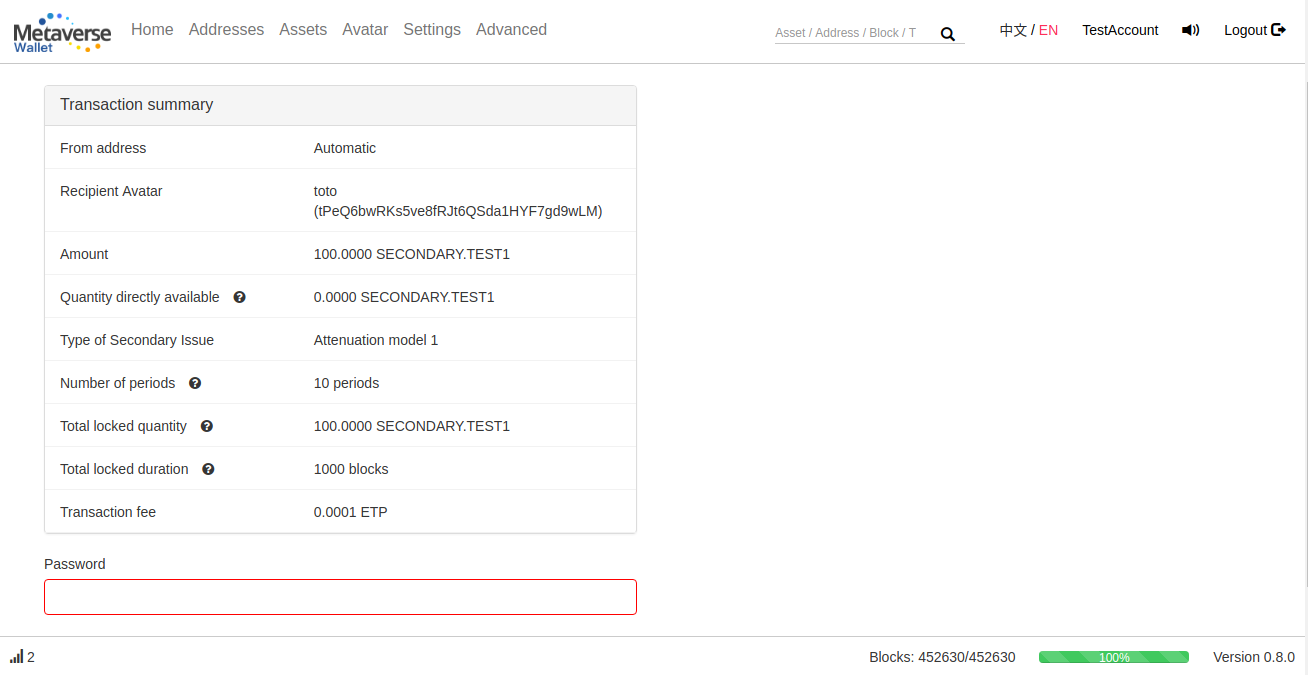 Metaverse
Wallet
Home Addresses Assets Avatar Settings Advanced
Asset / Address / Block / T
中文 / EN TestAccount Logout
Transaction summary
From address Automatic
Recipient Avatar toto
(tPeQ6bwRKs5ve8fRJt6QSda1HYF7gd9wLM)
Amount 100.0000 SECONDARY.TEST1
Quantity directly available 0.0000 SECONDARY.TEST1
Type of Secondary Issue Attenuation model 1
Number of periods 10 periods
Total locked quantity 100.0000 SECONDARY.TEST1
Total locked duration 1000 blocks
Transaction fee 0.0001 ETP
Password
2 Blocks: 452630/452630 100% Version 0.8.0